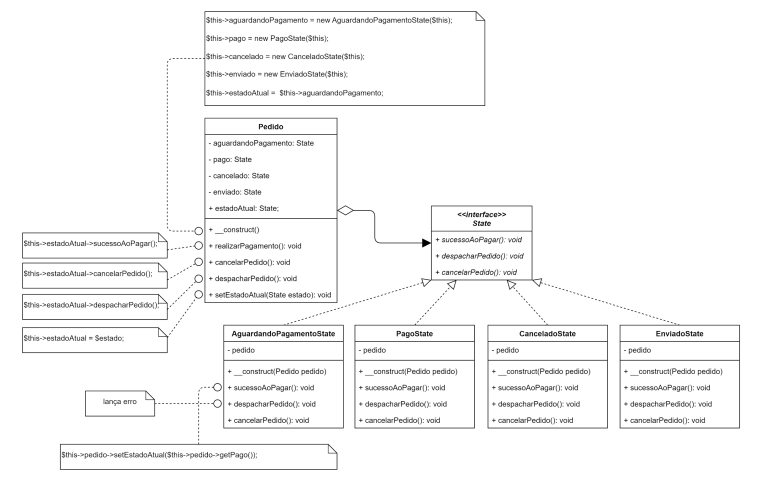 $this->aguardandoPagamento = new AguardandoPagamentoState($this);
$this->pago = new PagoState($this);
$this->cancelado = new CanceladoState($this);
$this->enviado = new EnviadoState($this);
$this->estadoAtual =  $this->aguardandoPagamento;
Pedido
- aguardandoPagamento: State
- pago: State
- cancelado: State
- enviado: State
+ estadoAtual: State;
+ __construct()
+ realizarPagamento(): void
+ cancelarPedido(): void
+ despacharPedido(): void
+ setEstadoAtual(State estado): void
$this->estadoAtual->sucessoAoPagar();
$this->estadoAtual->cancelarPedido();
$this->estadoAtual->despacharPedido();
$this->estadoAtual = $estado;
<<interface>>
State
+ sucessoAoPagar(): void
+ despacharPedido(): void
+ cancelarPedido(): void
AguardandoPagamentoState
- pedido
+ __construct(Pedido pedido)
+ sucessoAoPagar(): void
+ despacharPedido(): void
+ cancelarPedido(): void
PagoState
- pedido
+ __construct(Pedido pedido)
+ sucessoAoPagar(): void
+ despacharPedido(): void
+ cancelarPedido(): void
CanceladoState
- pedido
+ __construct(Pedido pedido)
+ sucessoAoPagar(): void
+ despacharPedido(): void
+ cancelarPedido(): void
EnviadoState
- pedido
+ __construct(Pedido pedido)
+ sucessoAoPagar(): void
+ despacharPedido(): void
+ cancelarPedido(): void
lança erro
$this->pedido->setEstadoAtual($this->pedido->getPago());